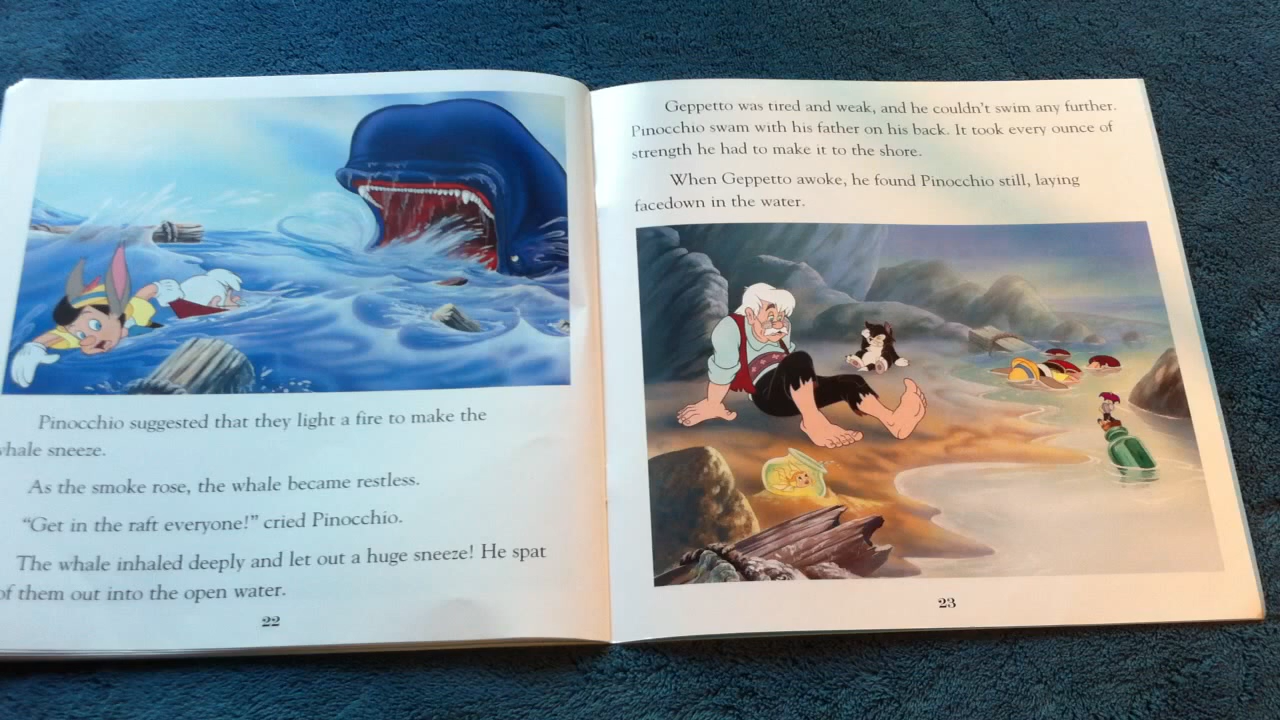 Pinocchio suggested that they light a fire to make the
whale sneeze.
As the smoke rose, the whale became restless.
“Get in the raft everyone!” cried Pinocchio.
The whale inhaled deeply and let out a huge sneeze! He spat
of them out into the open water.
22
Geppetto was tired and weak, and he couldn't swim any further.
Pinocchio swam with his father on his back. It took every ounce of
strength he had to make it to the shore.
When Geppetto awoke, he found Pinocchio still, laying
facedown in the water.
23